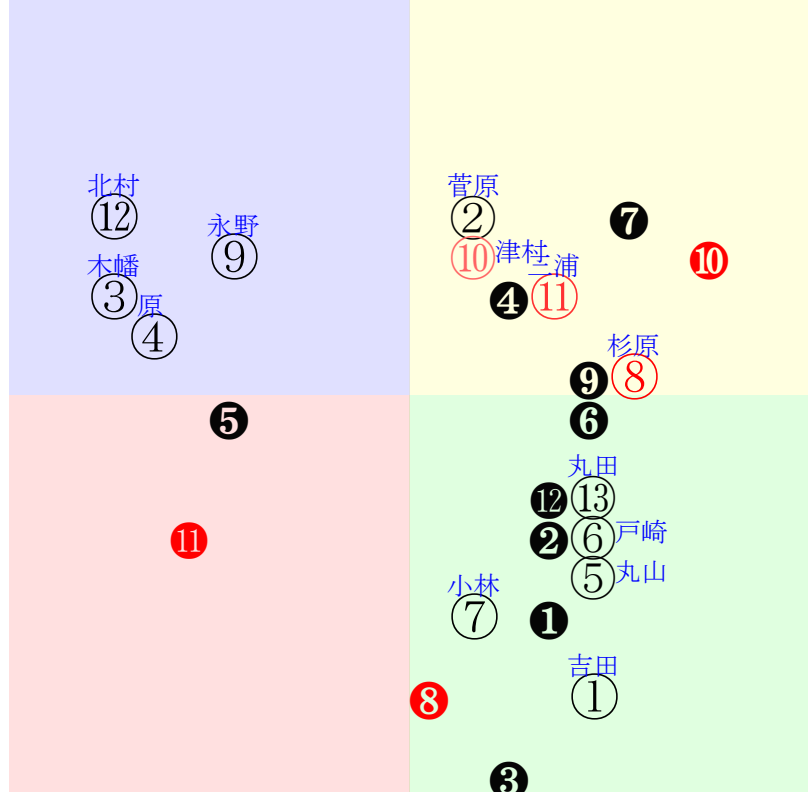 北村
⑫
永野
⑨
木幡
③
原
④
菅原
②
❼
⑩
津村
❿
二浦
❹
⑪
杉原
❾
⑧
❺
❻
丸田
⓬
⑬
⓫
❷
⑥
戸崎
⑤
丸山
小林
⑦
❶
吉田
❽
①
❸